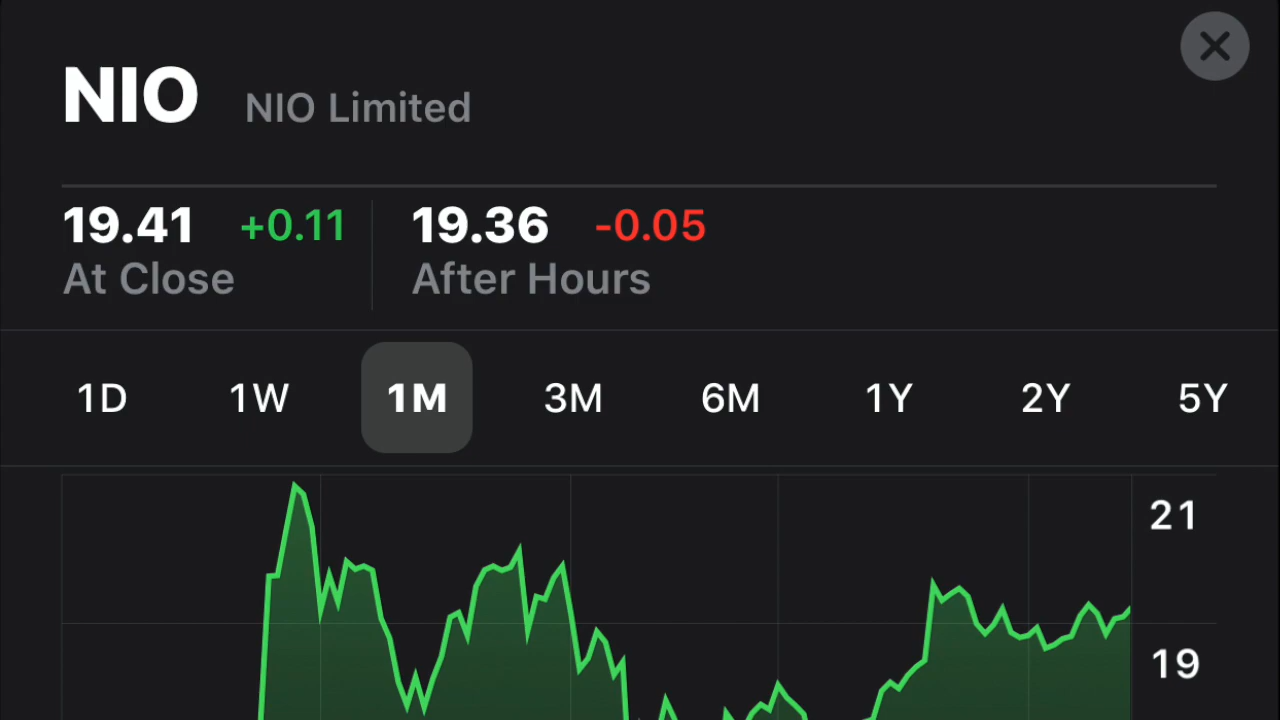 NIO NIO Limited
19.41 +0.11 19.36 -0.05
At Close After Hours
1D 1W 1M 3M 6M 1Y 2Y 5Y
21
19